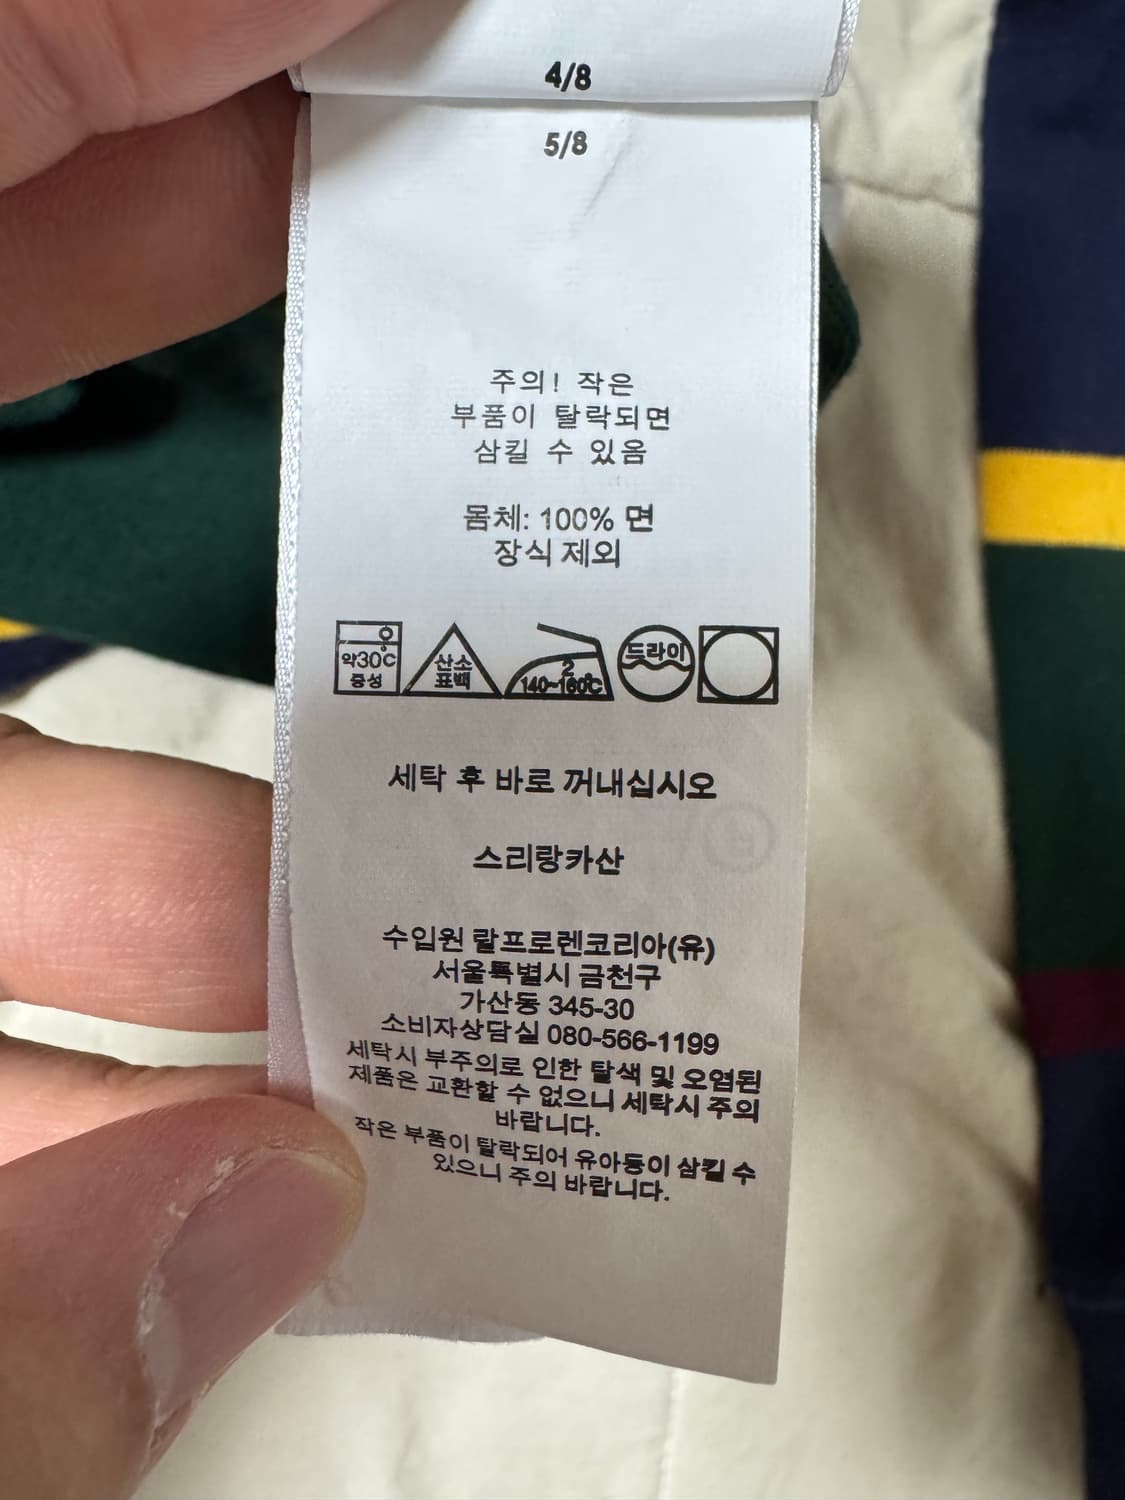 4/8
5/8
주의! 작은
부품이 탈락되면
삼킬 수 있옴
몸체: 100% 면
장식 제외
약30℃
중성
산소
표백
2
140~160℃
드라이
세탁 후 바로 꺼내십시오
스리랑카산
수입원 랄프로렌코리아(유)
서울특별시 금천구
가산동 345-30
소비자상담실 080-566-1199
세탁시 부주의로 인한 탈색 및 오염된
제품은 교환할 수 없으니 세탁시 주의
바랍니다.
작은 부품이 탈락되어 유아등이 삼킬 수
있으니 주의 바랍니다.